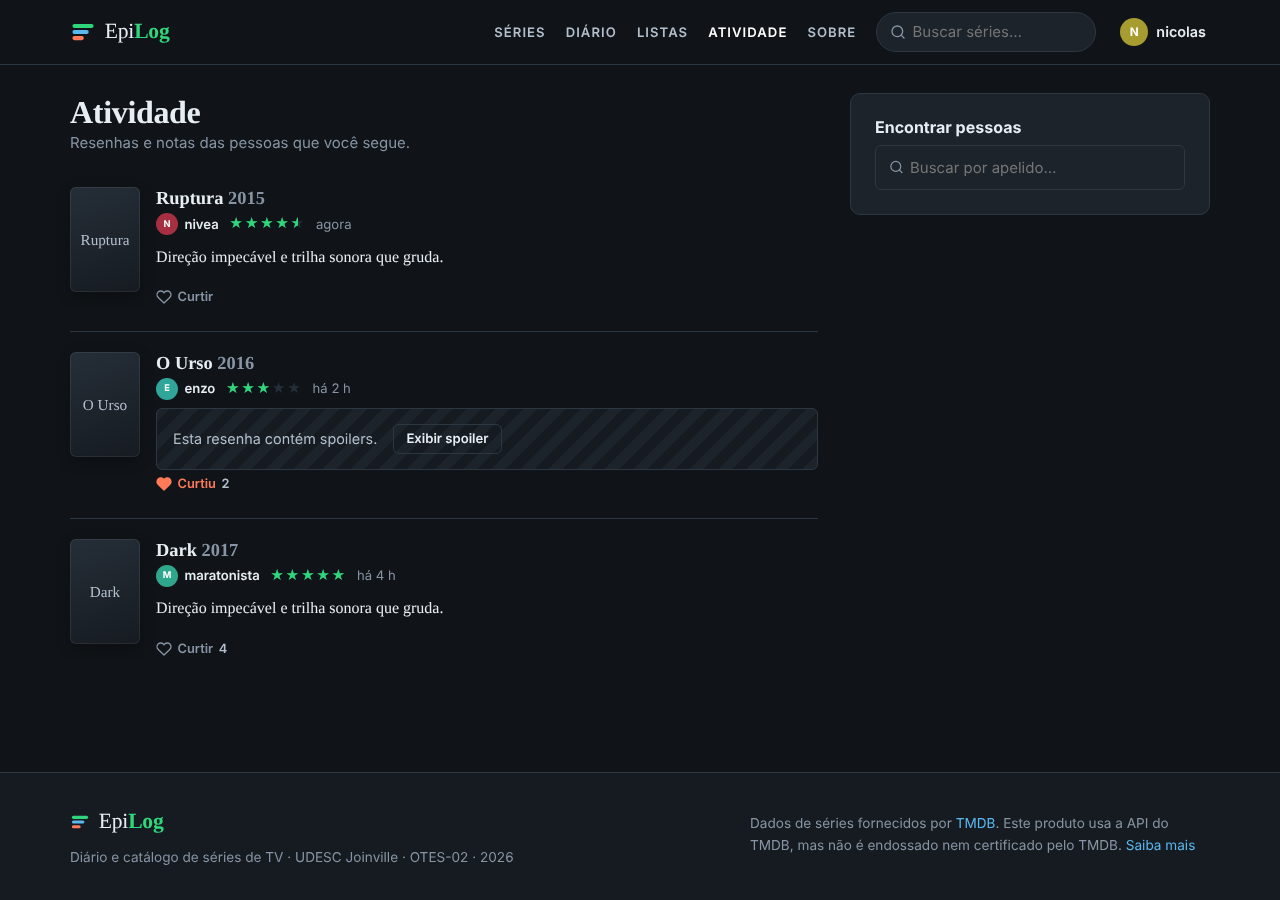 EpiLog
SÉRIES DIÁRIO LISTAS ATIVIDADE SOBRE
Buscar séries...
N nicolas
Atividade
Resenhas e notas das pessoas que você segue.
Ruptura
Ruptura 2015
N nivea ★★★★★ agora
Direção impecável e trilha sonora que gruda.
Curtir
O Urso
O Urso 2016
E enzo ★★★★★ há 2 h
Esta resenha contém spoilers. Exibir spoiler
Curtiu 2
Dark
Dark 2017
M maratonista ★★★★★ há 4 h
Direção impecável e trilha sonora que gruda.
Curtir 4
Encontrar pessoas
Buscar por apelido...
EpiLog
Diário e catálogo de séries de TV · UDESC Joinville · OTES-02 · 2026
Dados de séries fornecidos por TMDB. Este produto usa a API do
TMDB, mas não é endossado nem certificado pelo TMDB. Saiba mais